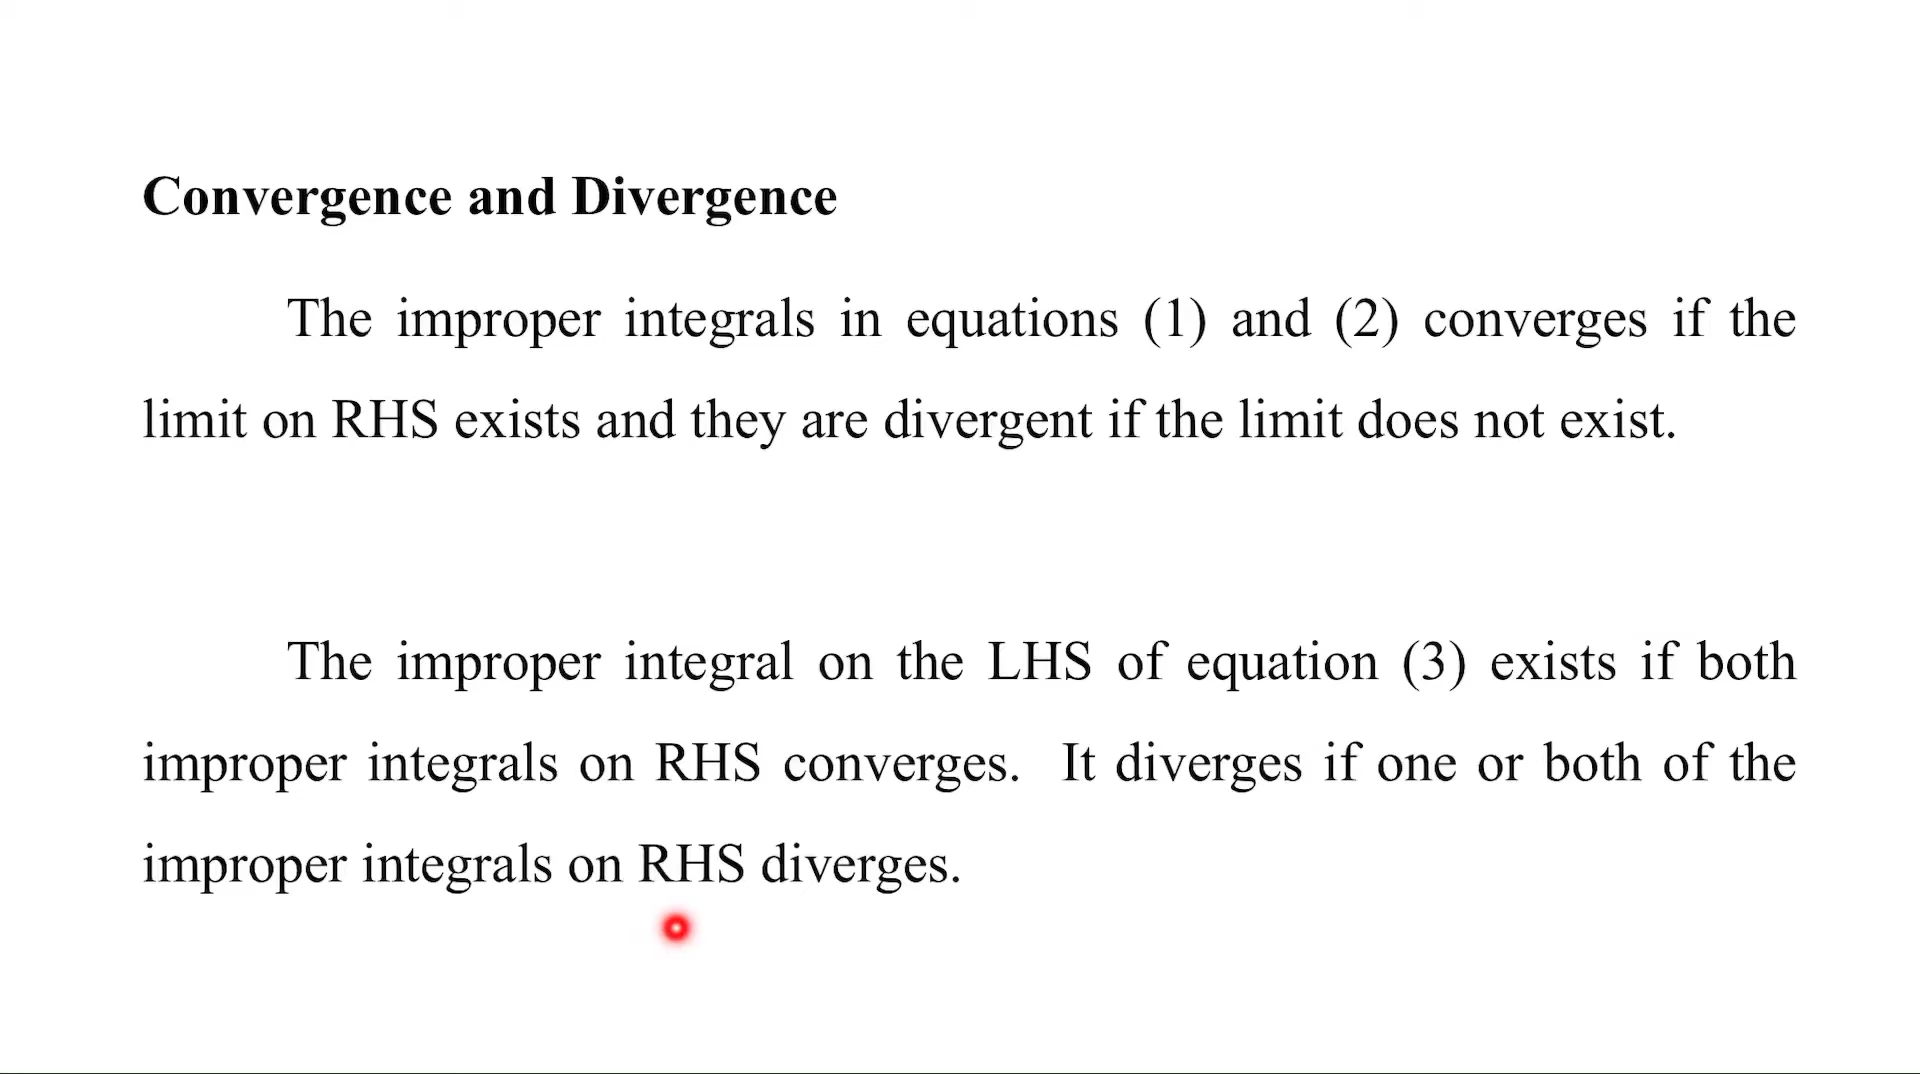 Convergence and Divergence
The improper integrals in equations (1) and (2) converges if the
limit on RHS exists and they are divergent if the limit does not exist.
The improper integral on the LHS of equation (3) exists if both
improper integrals on RHS converges. It diverges if one or both of the
improper integrals on RHS diverges.